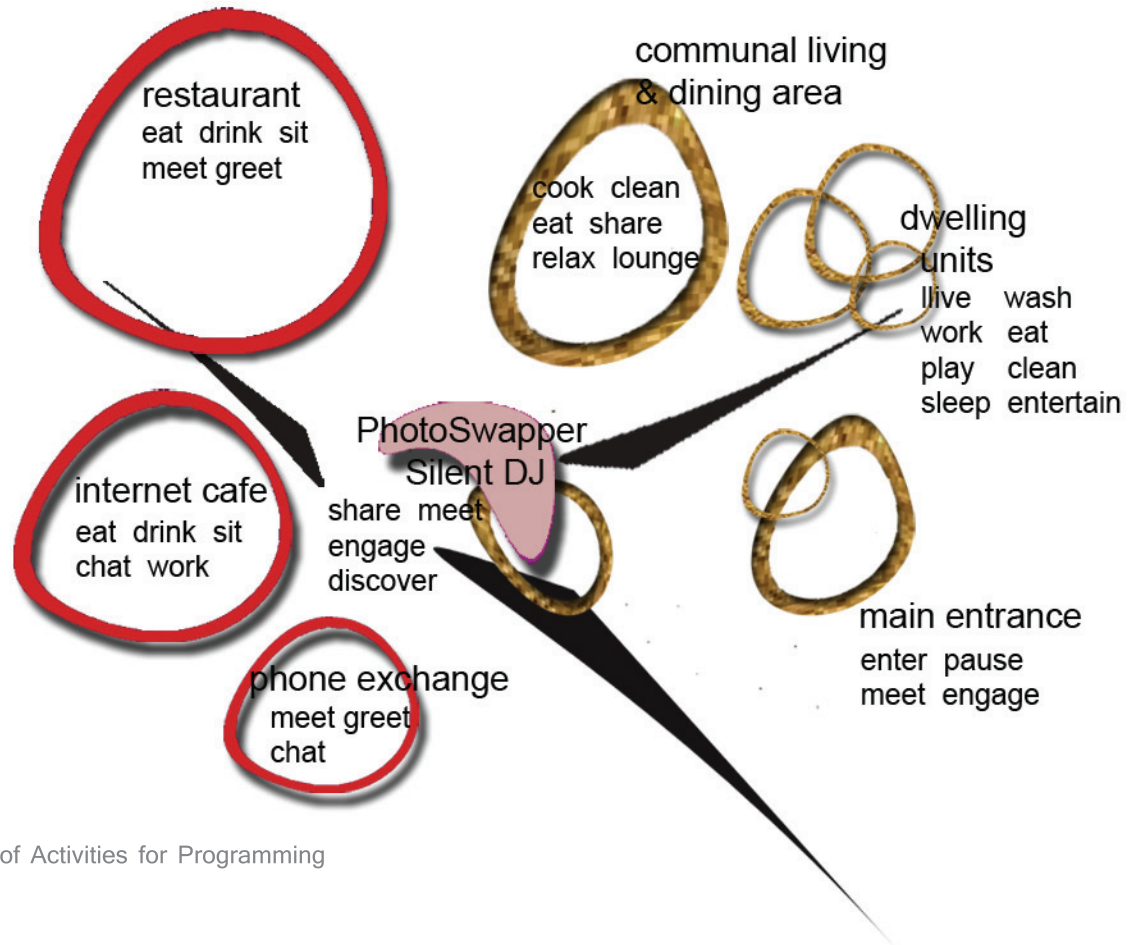 restaurant
eat drink sit
meet greet
communal living
& dining area
cook clean
eat share
relax lounge
dwelling
units
llive wash
work eat
play clean
sleep entertain
PhotoSwapper
Silent DJ
share meet
engage
discover
internet cafe
eat drink sit
chat work
phone exchange
meet greet
chat
main entrance
enter pause
meet engage
of Activities for Programming